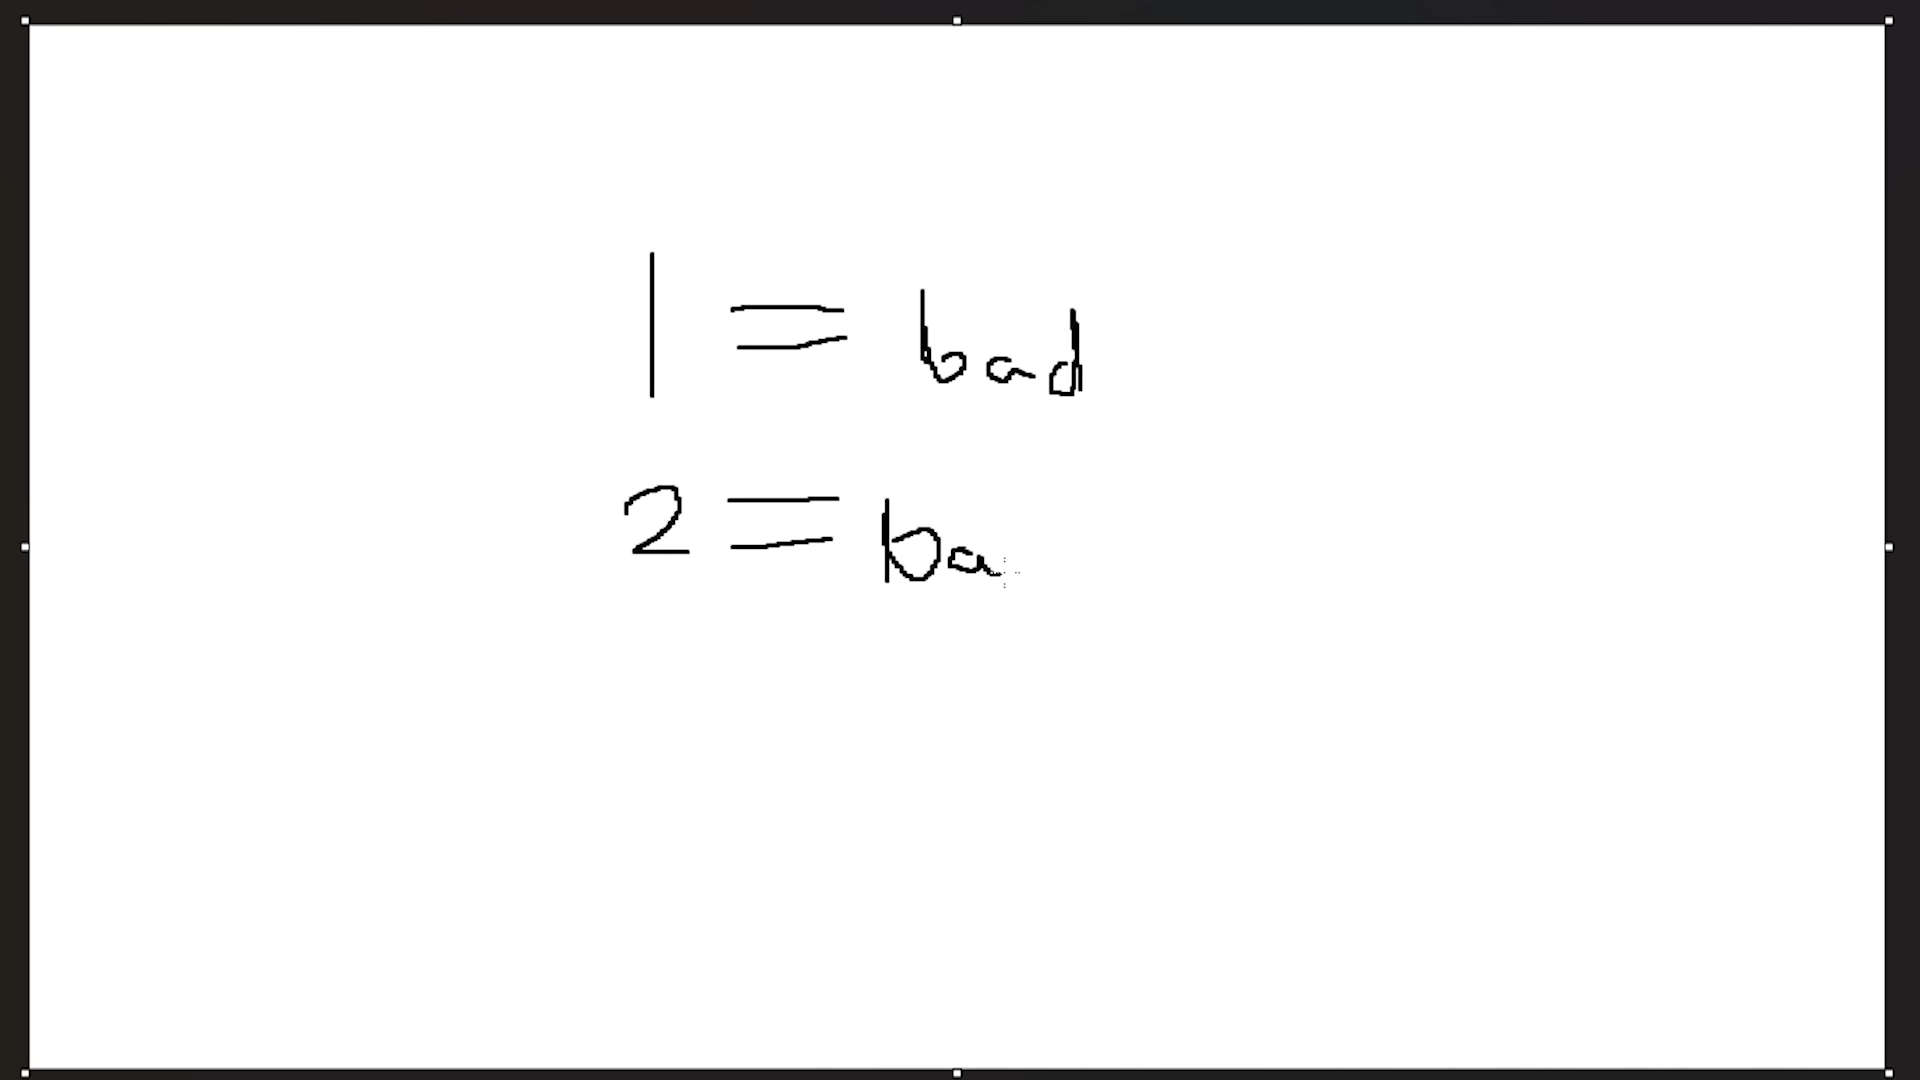 1 = bad
2 = ba